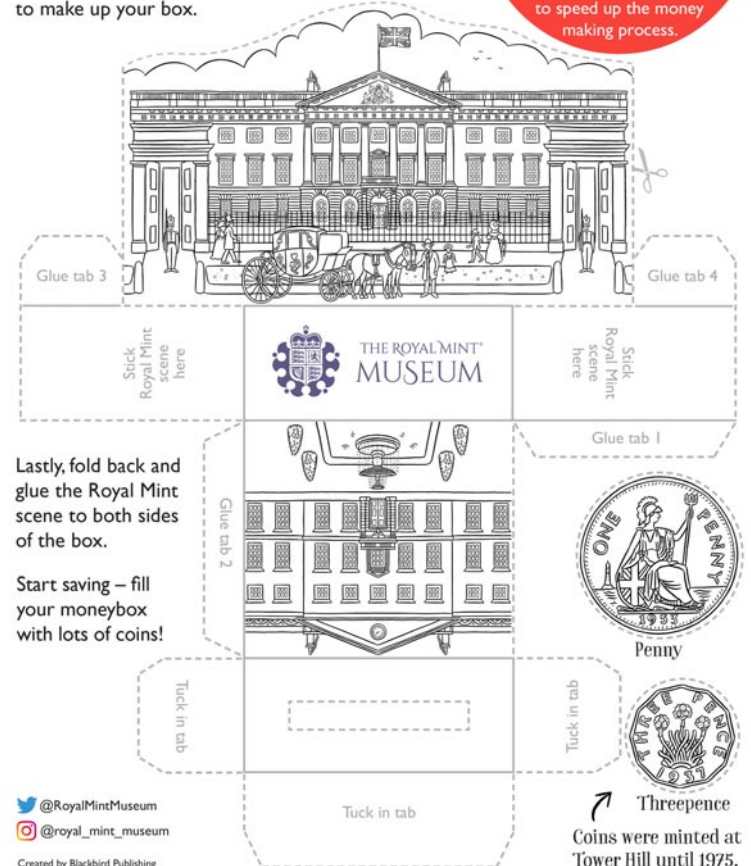 to make up your box.
to speed up the money
making process.
Glue tab 3
Glue tab 4
Stick
Royal Mint
scene
here
THE ROYAL MINT®
MUSEUM
Stick
Royal Mint
scene
here
Glue tab 1
Lastly, fold back and
glue the Royal Mint
scene to both sides
of the box.
Glue tab 2
Start saving – fill
your moneybox
with lots of coins!
ONE PENNY
1933
Penny
Tuck in tab
Tuck in tab
THREE PENCE
1937
Threepence
Tuck in tab
@RoyalMintMuseum
@royal_mint_museum
Created by Blackbird Publishing
Coins were minted at
Tower Hill until 1975.